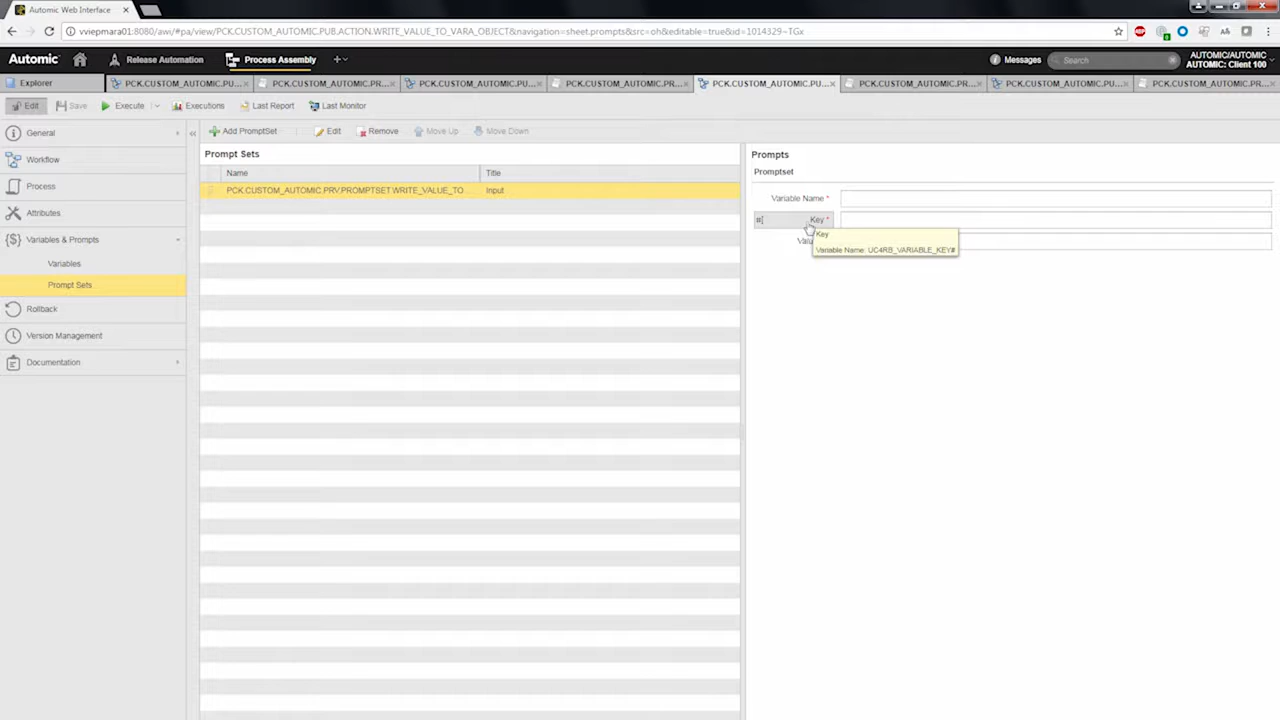 Automic Web Interface
vviepmara01:8080/awi/#pa/view/PCK.CUSTOM_AUTOMIC.PUB.ACTION.WRITE_VALUE_TO_VARA_OBJECT&navigation=sheet.prompts&src=oh&editable=true&id=1014329~TGx
Automic Release Automation Process Assembly Messages Search AUTOMIC/AUTOMIC
AUTOMIC: Client 100
Explorer PCK.CUSTOM_AUTOMIC.PU... PCK.CUSTOM_AUTOMIC.PR... PCK.CUSTOM_AUTOMIC.PU... PCK.CUSTOM_AUTOMIC.PR... PCK.CUSTOM_AUTOMIC.PU... PCK.CUSTOM_AUTOMIC.PR... PCK.CUSTOM_AUTOMIC.PU... PCK.CUSTOM_AUTOMIC.PR...
Edit Save Execute Executions Last Report Last Monitor
General
Workflow
Process
Attributes
Variables & Prompts
Variables
Prompt Sets
Rollback
Version Management
Documentation
Add PromptSet Edit Remove Move Up Move Down
Prompt Sets
Name Title
PCK.CUSTOM_AUTOMIC.PRV.PROMPTSET.WRITE_VALUE_TO... Input
Prompts
Promptset
Variable Name *
Key *
Key
Variable Name: UC4RB_VARIABLE_KEY#